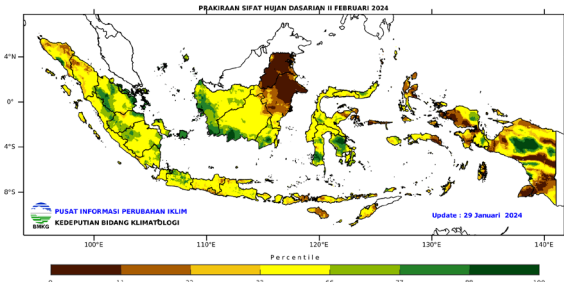 PRAKIRAAN SIFAT HUJAN DASARIAN II FEBRUARI 2024
4°N
0°
4°S
8°S
PUSAT INFORMASI PERUBAHAN IKLIM
KEDEPUTIAN BIDANG KLIMATOLOGI
BMKG
Update : 29 Januari 2024
100°E 110°E 120°E 130°E 140°E
Percentile